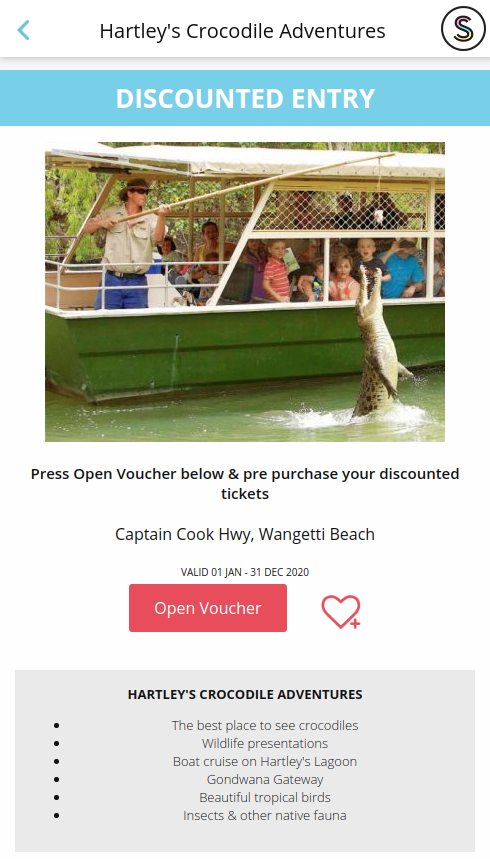 Hartley's Crocodile Adventures
S
DISCOUNTED ENTRY
Press Open Voucher below & pre purchase your discounted
tickets
Captain Cook Hwy, Wangetti Beach
VALID 01 JAN - 31 DEC 2020
Open Voucher
HARTLEY'S CROCODILE ADVENTURES
The best place to see crocodiles
Wildlife presentations
Boat cruise on Hartley's Lagoon
Gondwana Gateway
Beautiful tropical birds
Insects & other native fauna